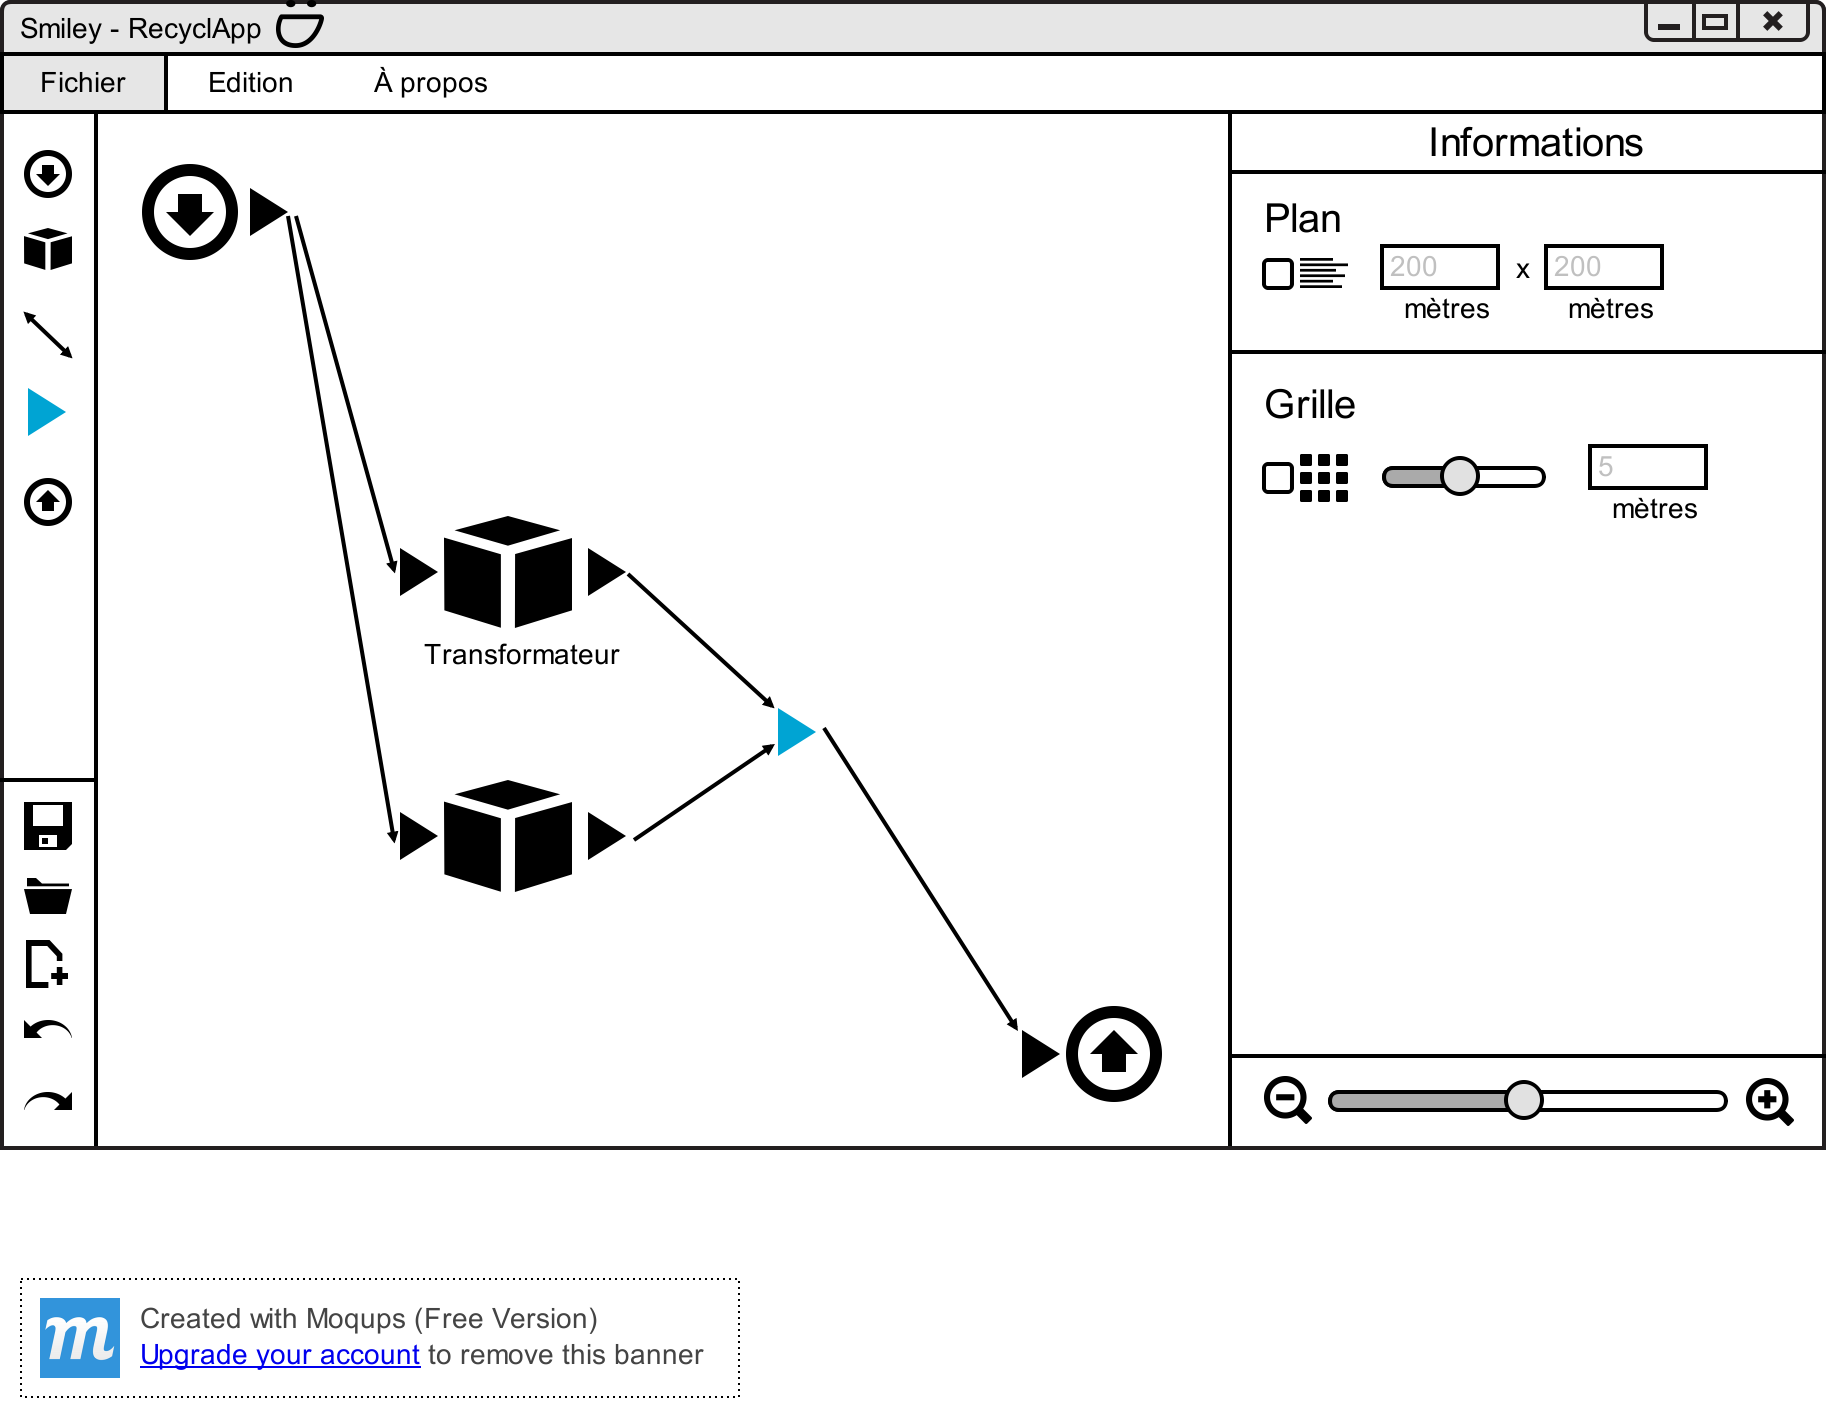 Smiley - RecyclApp
Fichier Edition À propos
Informations
Plan
200 x 200
mètres mètres
Grille
5
mètres
Transformateur
m
Created with Moqups (Free Version)
Upgrade your account to remove this banner